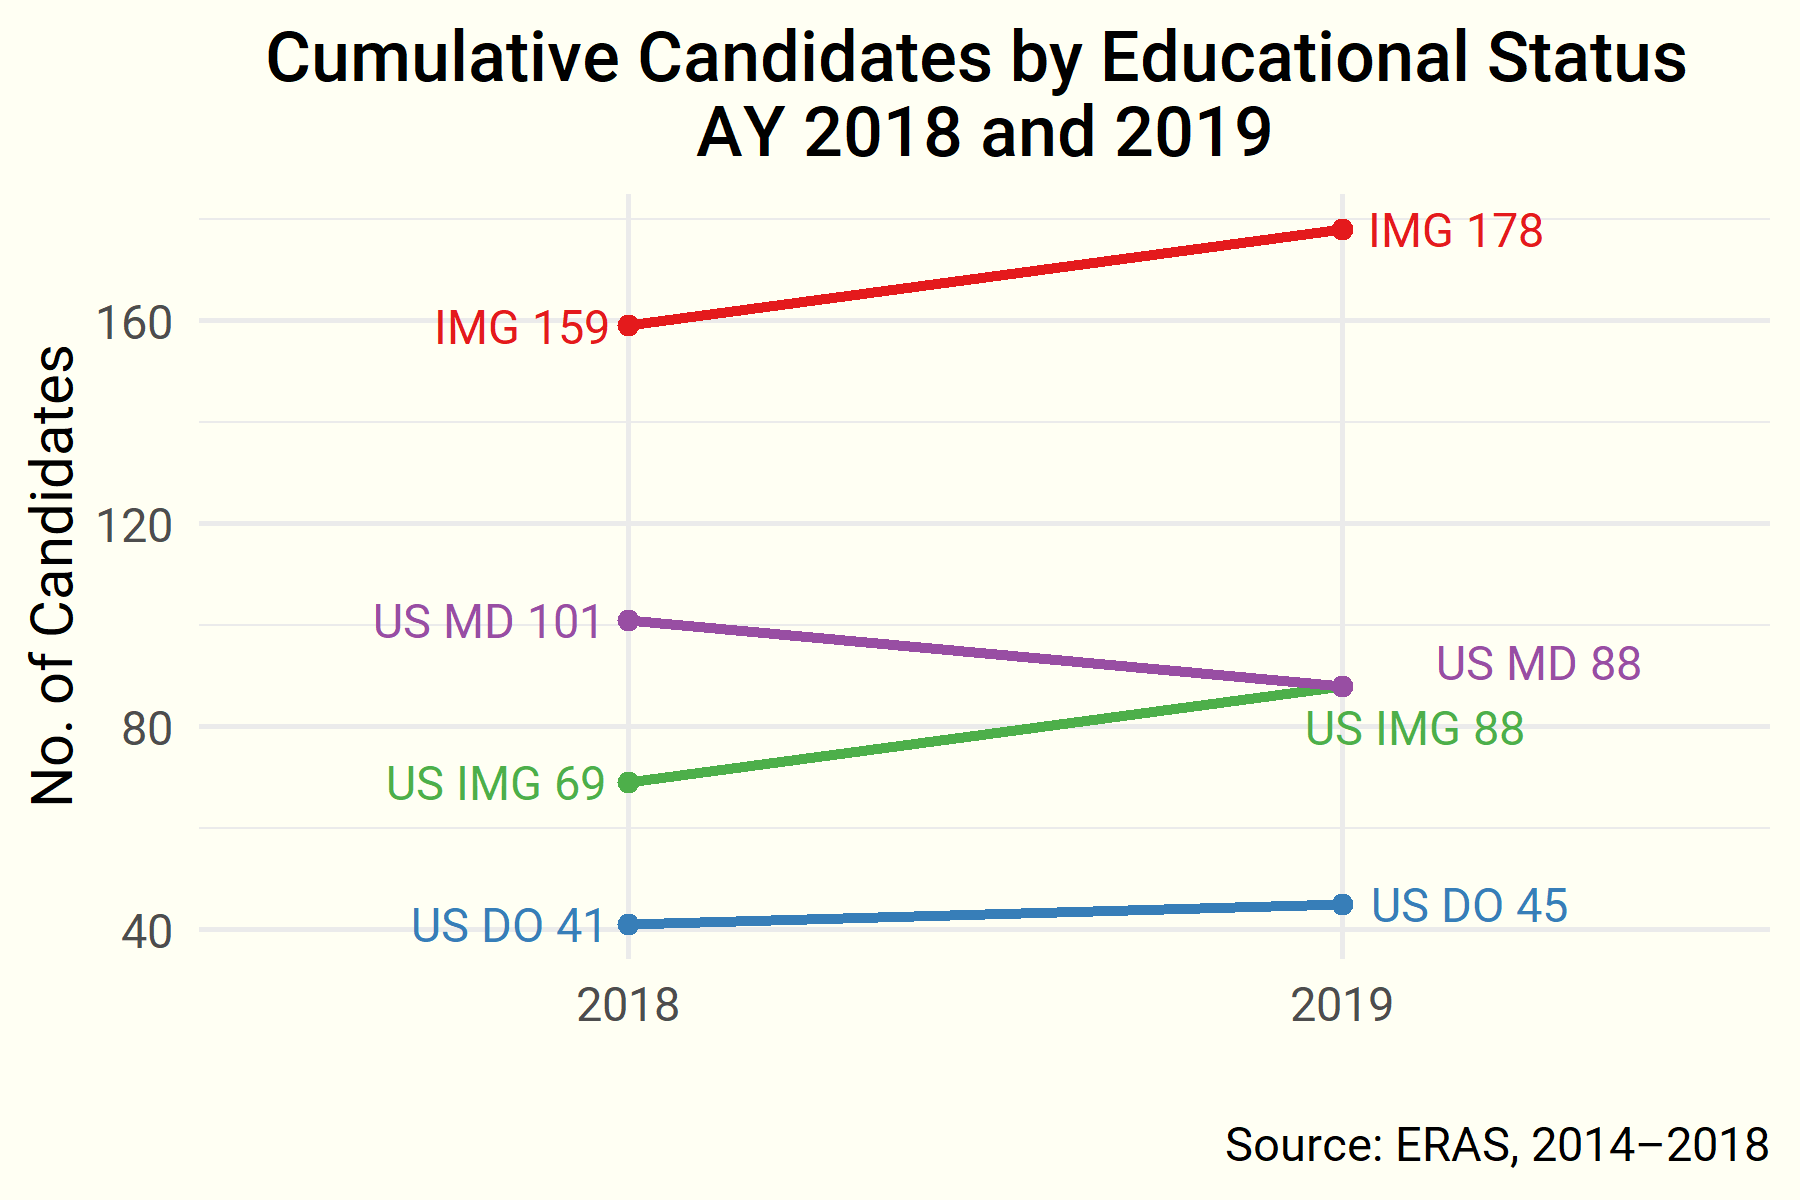 Cumulative Candidates by Educational Status
AY 2018 and 2019
No. of Candidates
160
120
80
40
IMG 159
IMG 178
US MD 101
US MD 88
US IMG 88
US IMG 69
US DO 41
US DO 45
2018
2019
Source: ERAS, 2014–2018